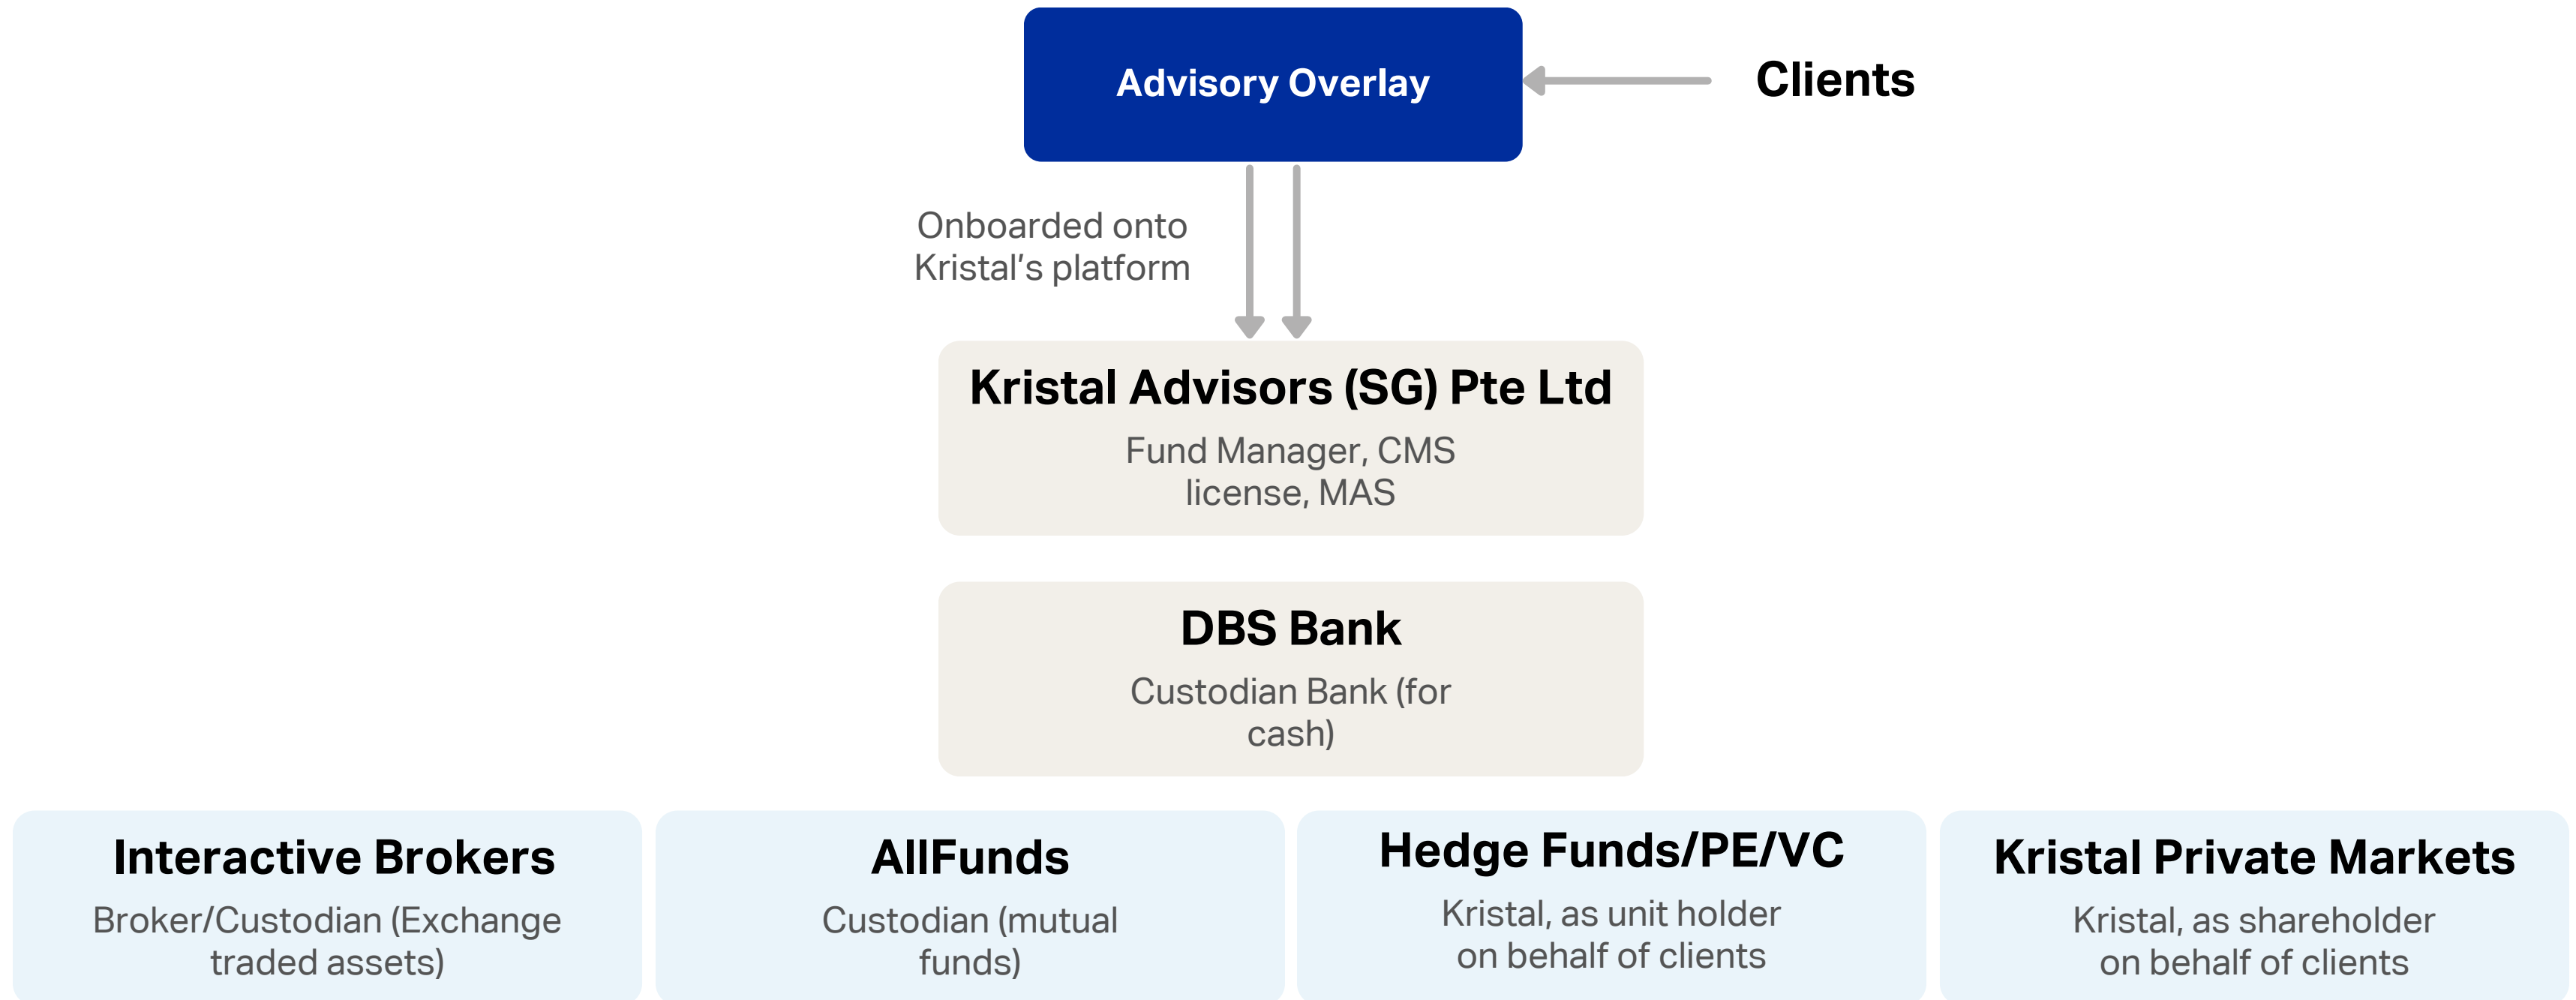 Advisory Overlay
Clients
Onboarded onto
Kristal’s platform
Kristal Advisors (SG) Pte Ltd
Fund Manager, CMS
license, MAS
DBS Bank
Custodian Bank (for
cash)
Interactive Brokers
Broker/Custodian (Exchange
traded assets)
AllFunds
Custodian (mutual
funds)
Hedge Funds/PE/VC
Kristal, as unit holder
on behalf of clients
Kristal Private Markets
Kristal, as shareholder
on behalf of clients